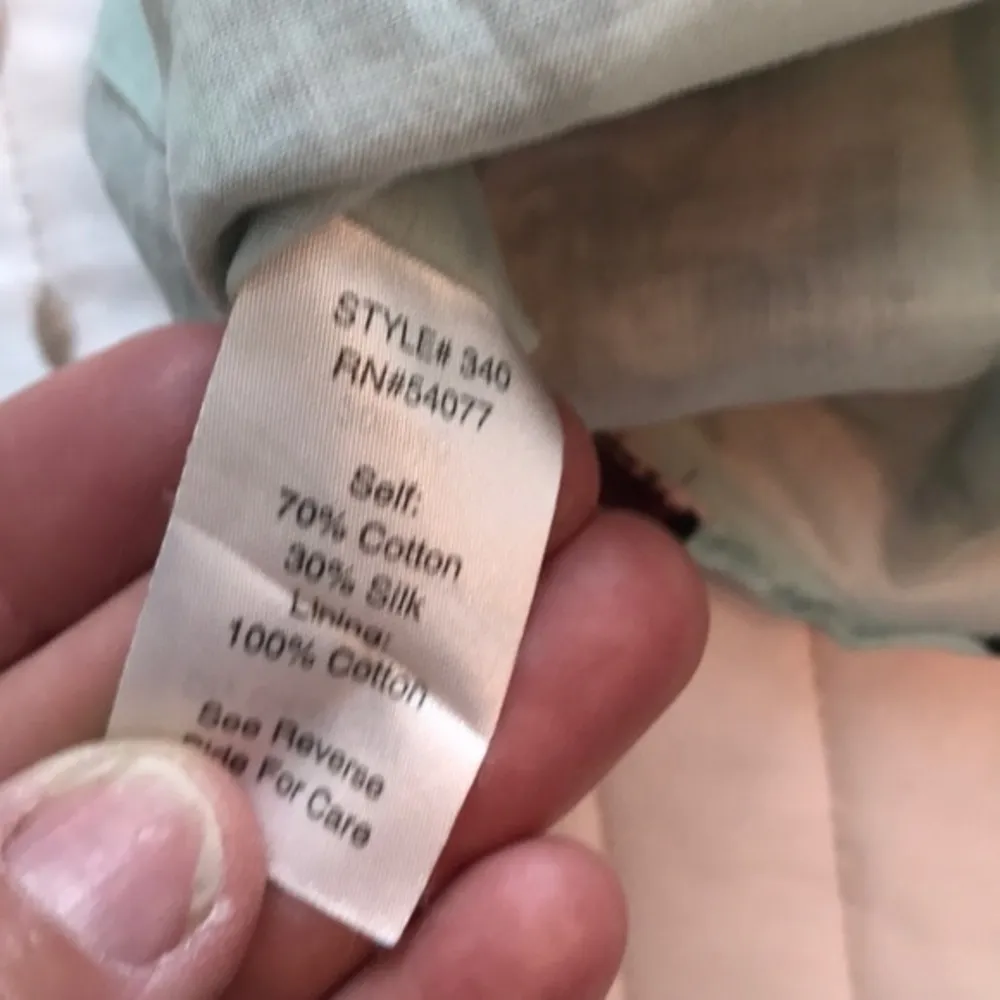 STYLE# 340
RN#54077
Self:
70% Cotton
30% Silk
Lining:
100% Cotton
See Reverse
Side For Care